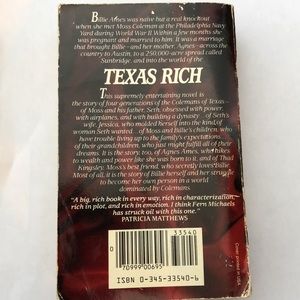 Billie Ames was naive but a real knockout
when she met Moss Coleman at the Philadelphia Navy
Yard during World War II. Within a few months she
was pregnant and married to him. It was a marriage
that brought Billie–and her mother, Agnes–across the
country to Austin, to a 250,000-acre spread called
Sunbridge, and into the world of the
TEXAS RICH
This supremely entertaining novel is
the story of four generations of the Colemans of Texas–
of Moss and his father, Seth, obsessed with power,
with airplanes, and with building a dynasty. -of Seth's
wife, Jessica, who molded herself into the kind of
woman Seth wanted...-of Moss and Billie's children, who
have trouble living up to the family's expectations–
of their grandchildren, who just might fulfill all of their
dreams. It is the story, too, of Agnes Ames, who hikes
to wealth and power like she was born to it, and of Thad
Kingsley, Moss's best friend, who secretly loves Billie.
Most of all, it is the story of Billie herself and her struggle
to become her own person in a world
dominated by Colemans.
"A big, rich book in every way, rich in characterization,
rich in plot, and rich in emotion. I think Fern Michaels
has struck oil with this one."
PATRICIA MATTHEWS
33540
0
70999 00695
ISBN 0-345-33540-6